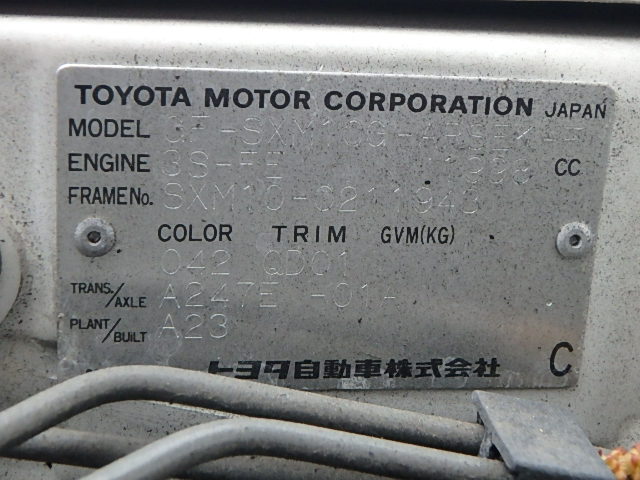 TOYOTA MOTOR CORPORATION JAPAN
MODEL
ENGINE 3S-FE 1998 CC
FRAME No. SXM10-0211943
COLOR TRIM GVM(KG)
042 QD01
TRANS./AXLE A247E -01A
PLANT/BUILT A23
トヨタ自動車株式会社 C